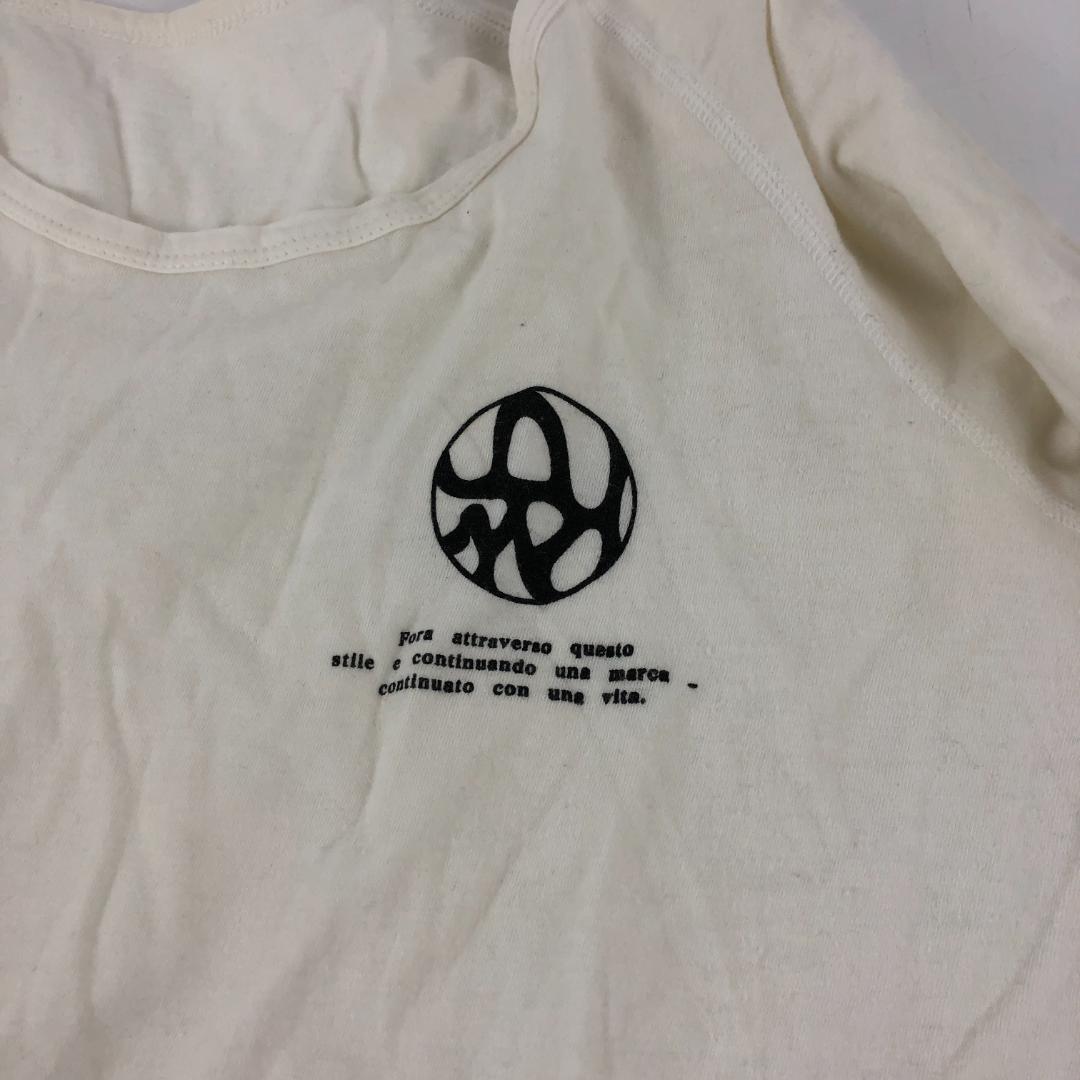 Fora attraverso questo
stile e continuando una marca -
continuato con una vita.